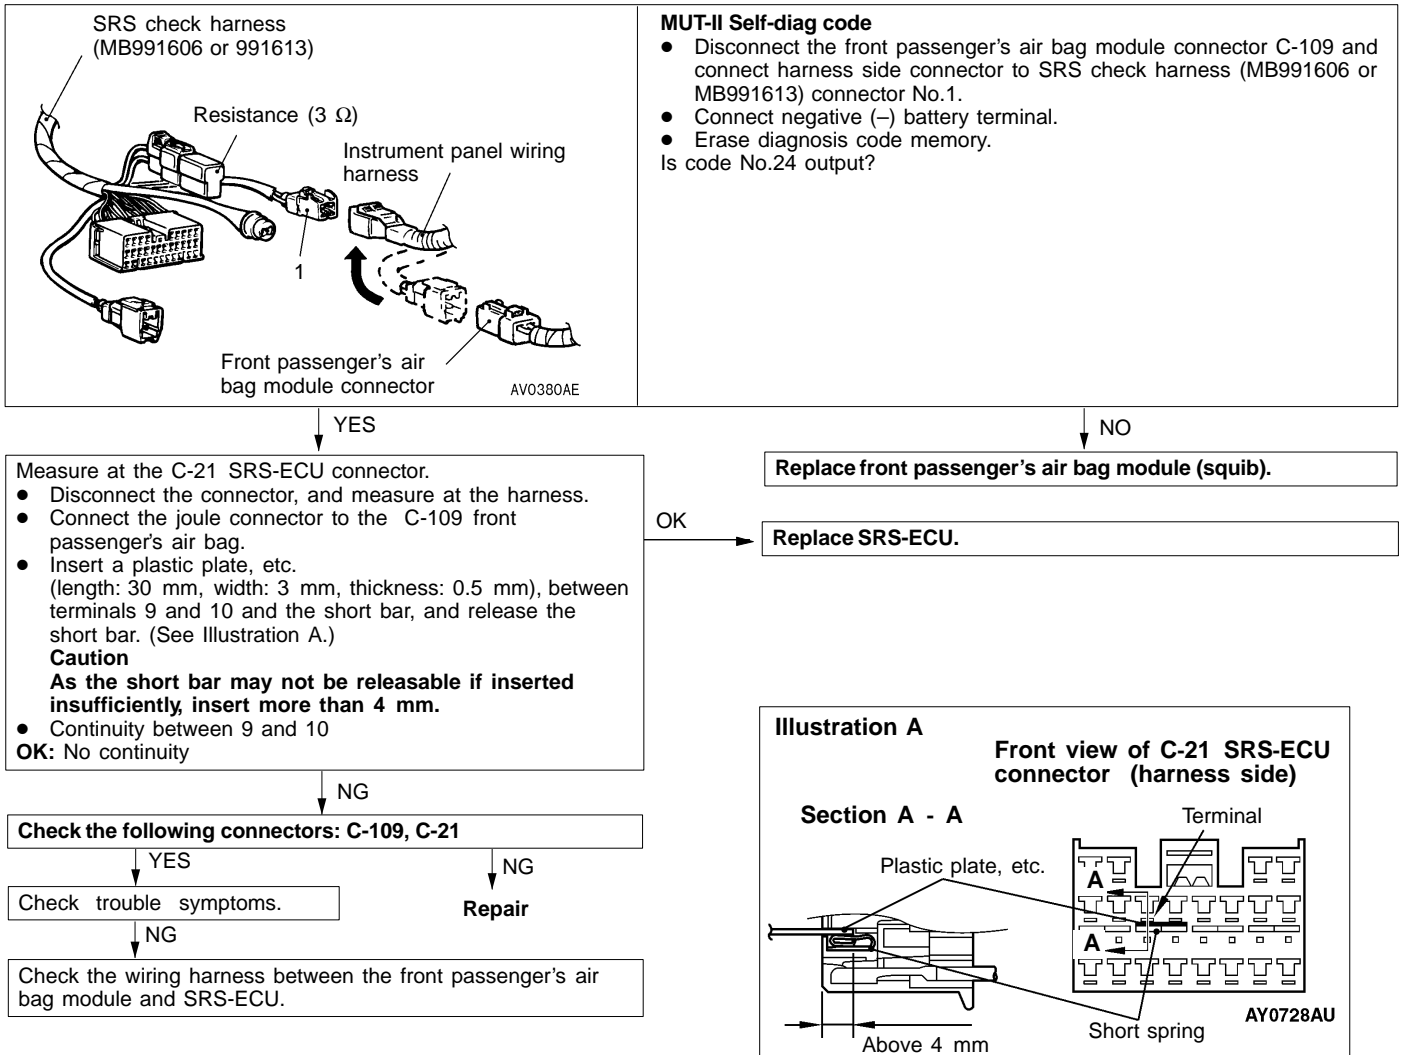 SRS check harness
(MB991606 or 991613)
Resistance (3 Ω)
Instrument panel wiring
harness
1
Front passenger's air
bag module connector
AV0380AE
MUT-II Self-diag code
● Disconnect the front passenger's air bag module connector C-109 and
connect harness side connector to SRS check harness (MB991606 or
MB991613) connector No.1.
● Connect negative (–) battery terminal.
● Erase diagnosis code memory.
Is code No.24 output?
YES
NO
Measure at the C-21 SRS-ECU connector.
● Disconnect the connector, and measure at the harness.
● Connect the joule connector to the C-109 front
passenger's air bag.
● Insert a plastic plate, etc.
(length: 30 mm, width: 3 mm, thickness: 0.5 mm), between
terminals 9 and 10 and the short bar, and release the
short bar. (See Illustration A.)
Caution
As the short bar may not be releasable if inserted
insufficiently, insert more than 4 mm.
● Continuity between 9 and 10
OK: No continuity
Replace front passenger's air bag module (squib).
OK
Replace SRS-ECU.
NG
Check the following connectors: C-109, C-21
YES
NG
Check trouble symptoms.
Repair
NG
Check the wiring harness between the front passenger's air
bag module and SRS-ECU.
Illustration A
Front view of C-21 SRS-ECU
connector (harness side)
Section A - A
Terminal
Plastic plate, etc.
A
A
Short spring
AY0728AU
Above 4 mm